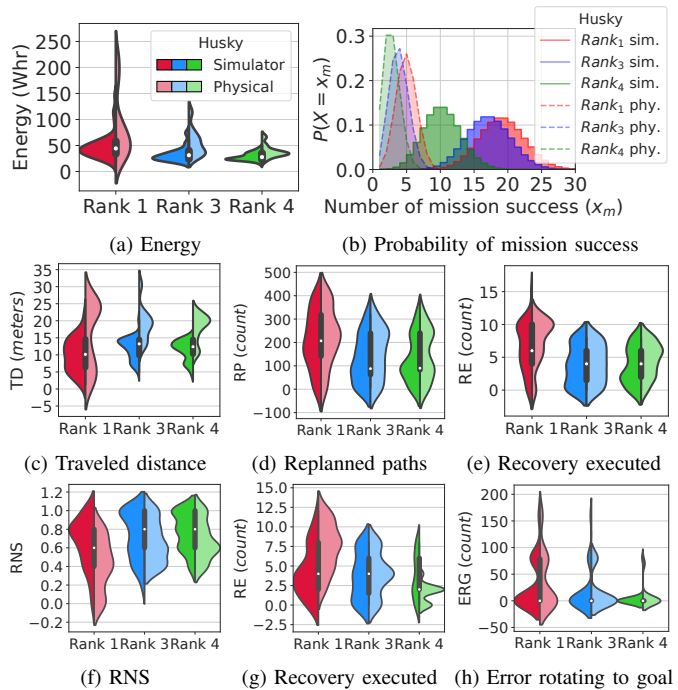 Energy (Whr)
250
200
150
100
50
0
Husky
Simulator
Physical
Rank 1 Rank 3 Rank 4
(a) Energy
P(X = x_m)
0.3
0.2
0.1
0.0
0 5 10 15 20 25 30
Number of mission success (x_m)
Husky
Rank₁ sim.
Rank₃ sim.
Rank₄ sim.
Rank₁ phy.
Rank₃ phy.
Rank₄ phy.
(b) Probability of mission success
TD (meters)
35
30
25
20
15
10
5
0
−5
Rank 1 Rank 3 Rank 4
(c) Traveled distance
RP (count)
500
400
300
200
100
0
−100
Rank 1 Rank 3 Rank 4
(d) Replanned paths
RE (count)
15
10
5
0
Rank 1 Rank 3 Rank 4
(e) Recovery executed
RNS
1.2
1.0
0.8
0.6
0.4
0.2
0.0
−0.2
Rank 1 Rank 3 Rank 4
(f) RNS
RE (count)
15.0
12.5
10.0
7.5
5.0
2.5
0.0
−2.5
Rank 1 Rank 3 Rank 4
(g) Recovery executed
ERG (count)
200
150
100
50
0
−50
Rank 1 Rank 3 Rank 4
(h) Error rotating to goal